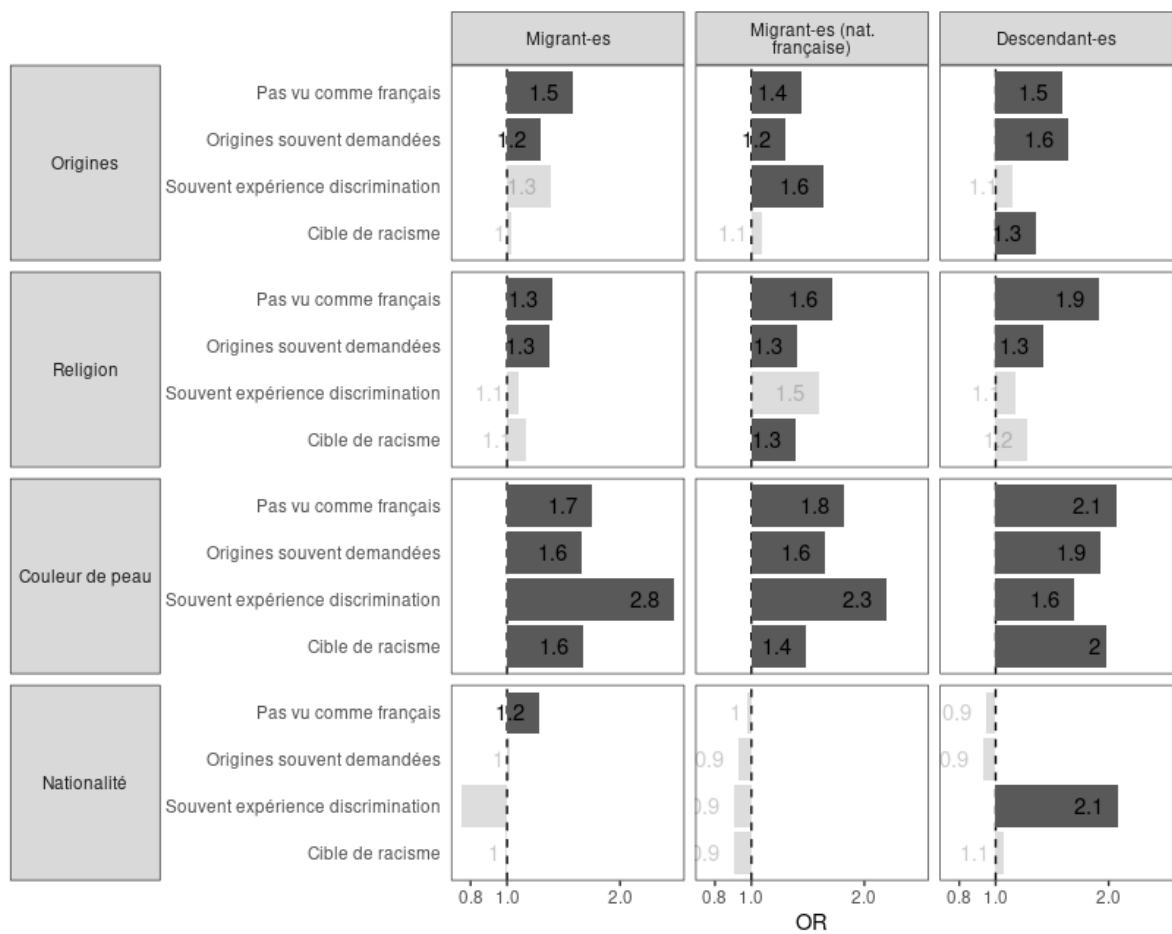 Migrant-es
Migrant-es (nat.
française)
Descendant-es
Origines
Pas vu comme français
1.5
1.4
1.5
Origines souvent demandées
1.2
1.2
1.6
Souvent expérience discrimination
1.3
1.6
1.1
Cible de racisme
1
1.1
1.3
Religion
Pas vu comme français
1.3
1.6
1.9
Origines souvent demandées
1.3
1.3
1.3
Souvent expérience discrimination
1.1
1.5
1.1
Cible de racisme
1.1
1.3
1.2
Couleur de peau
Pas vu comme français
1.7
1.8
2.1
Origines souvent demandées
1.6
1.6
1.9
Souvent expérience discrimination
2.8
2.3
1.6
Cible de racisme
1.6
1.4
2
Nationalité
Pas vu comme français
1.2
1
0.9
Origines souvent demandées
1
0.9
0.9
Souvent expérience discrimination
0.9
2.1
Cible de racisme
1
0.9
1.1
0.8 1.0 2.0
0.8 1.0 2.0
0.8 1.0 2.0
OR